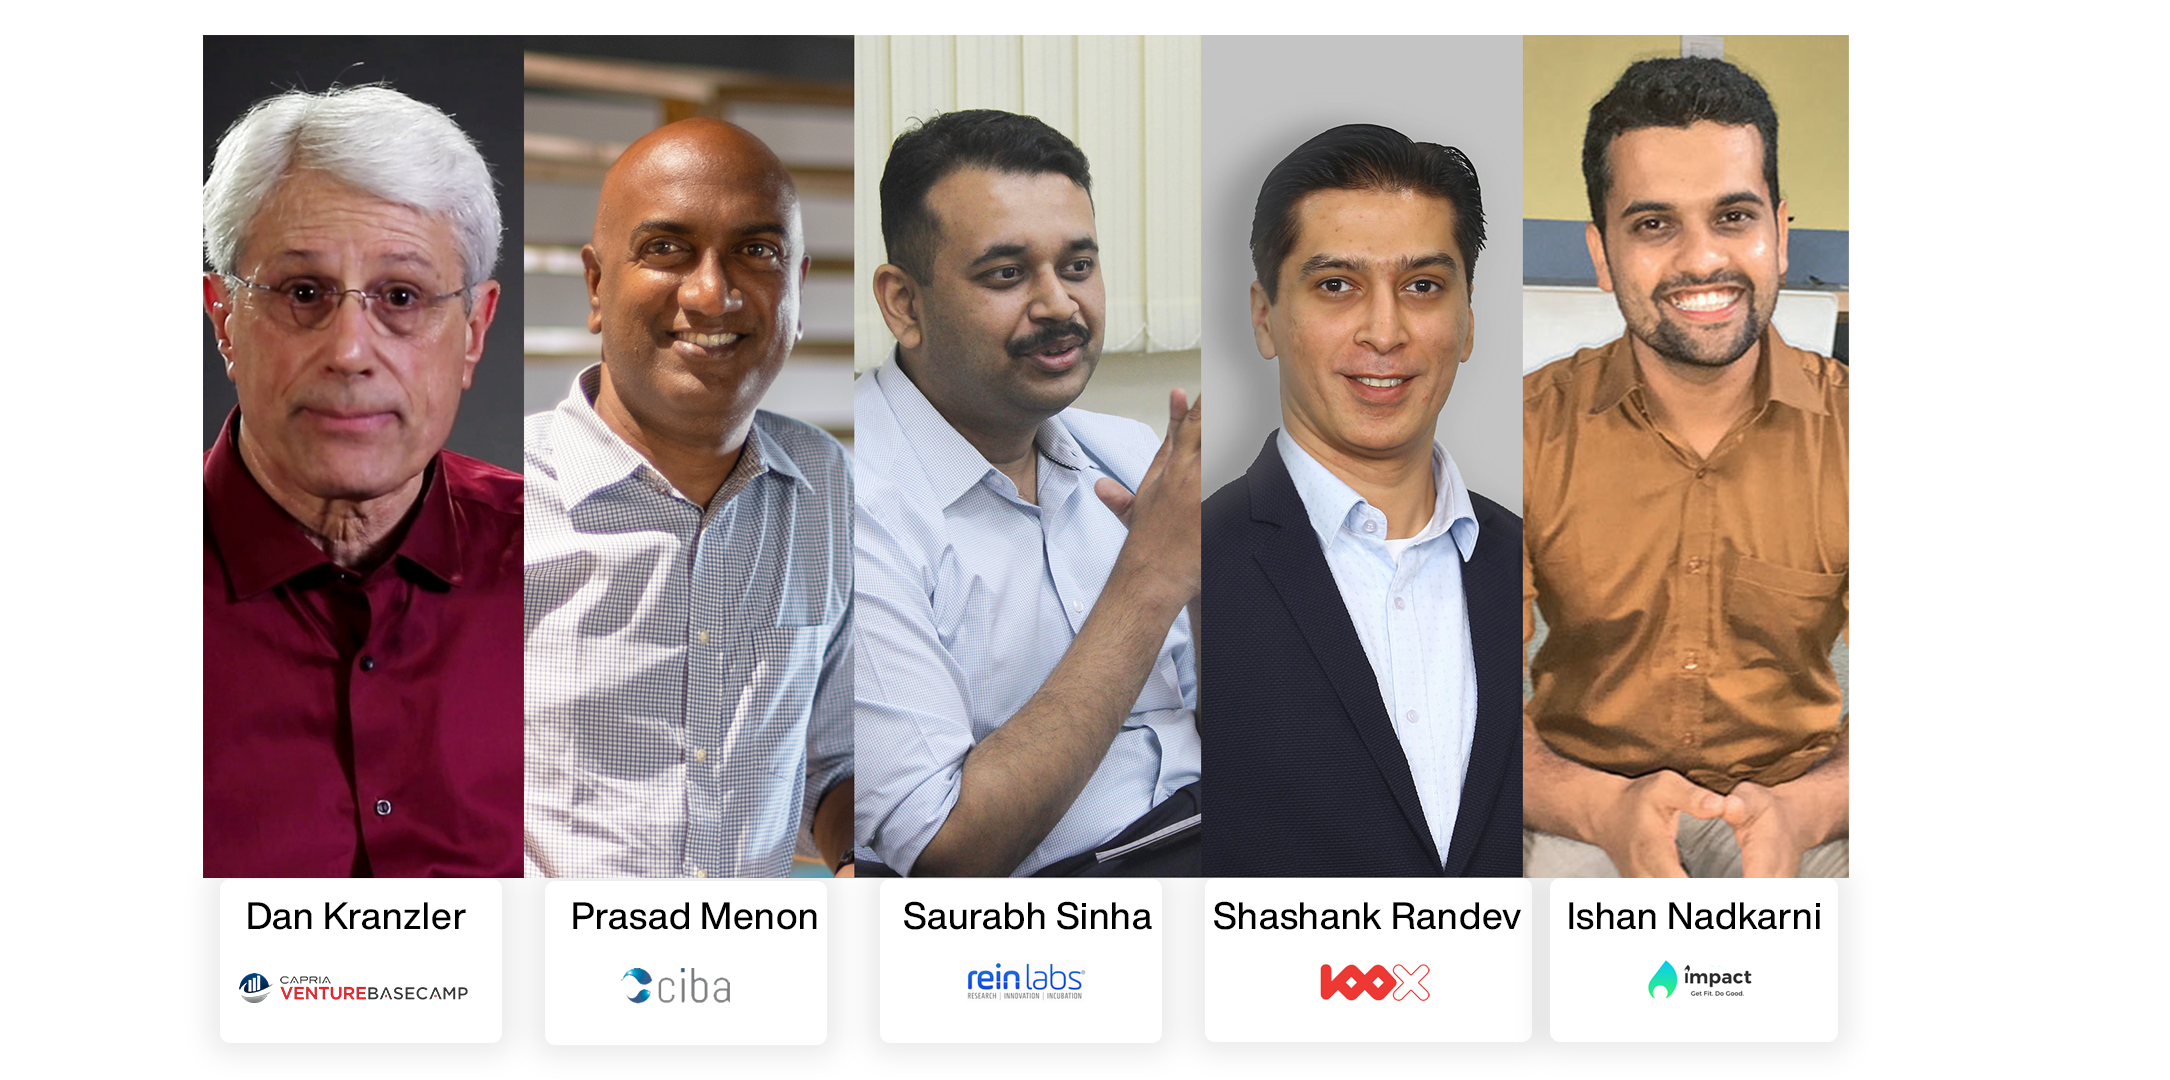 Dan Kranzler
CAPRIA
VENTUREBASECAMP
Prasad Menon
ciba
Saurabh Sinha
rein labs®
RESEARCH | INNOVATION | INCUBATION
Shashank Randev
100X
Ishan Nadkarni
impact
Get Fit. Do Good.